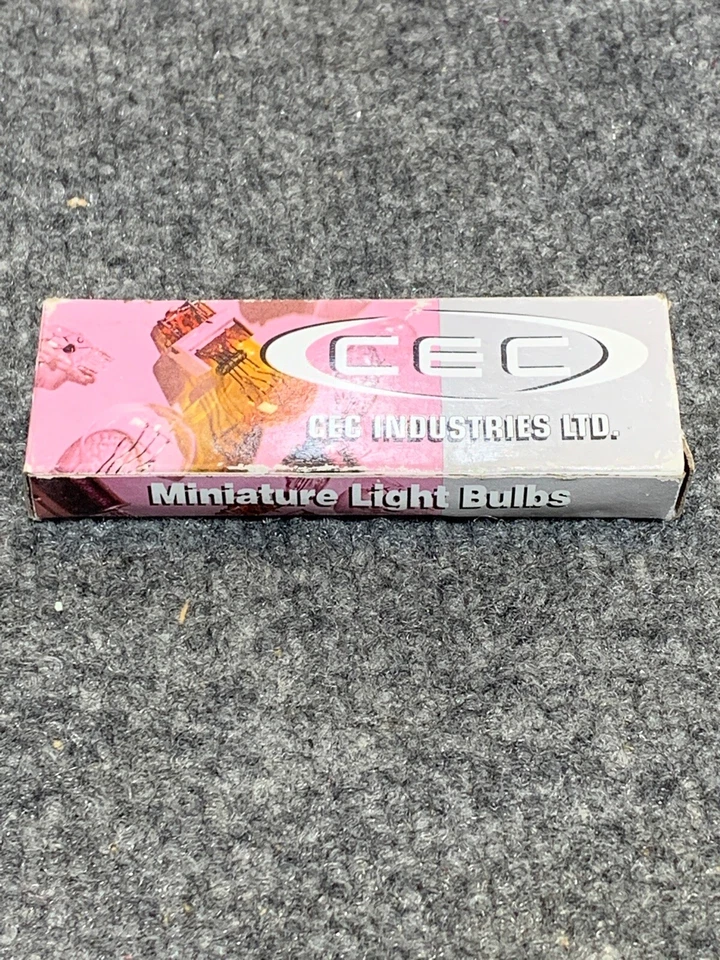 CEC
CEC INDUSTRIES LTD.
Miniature Light Bulbs